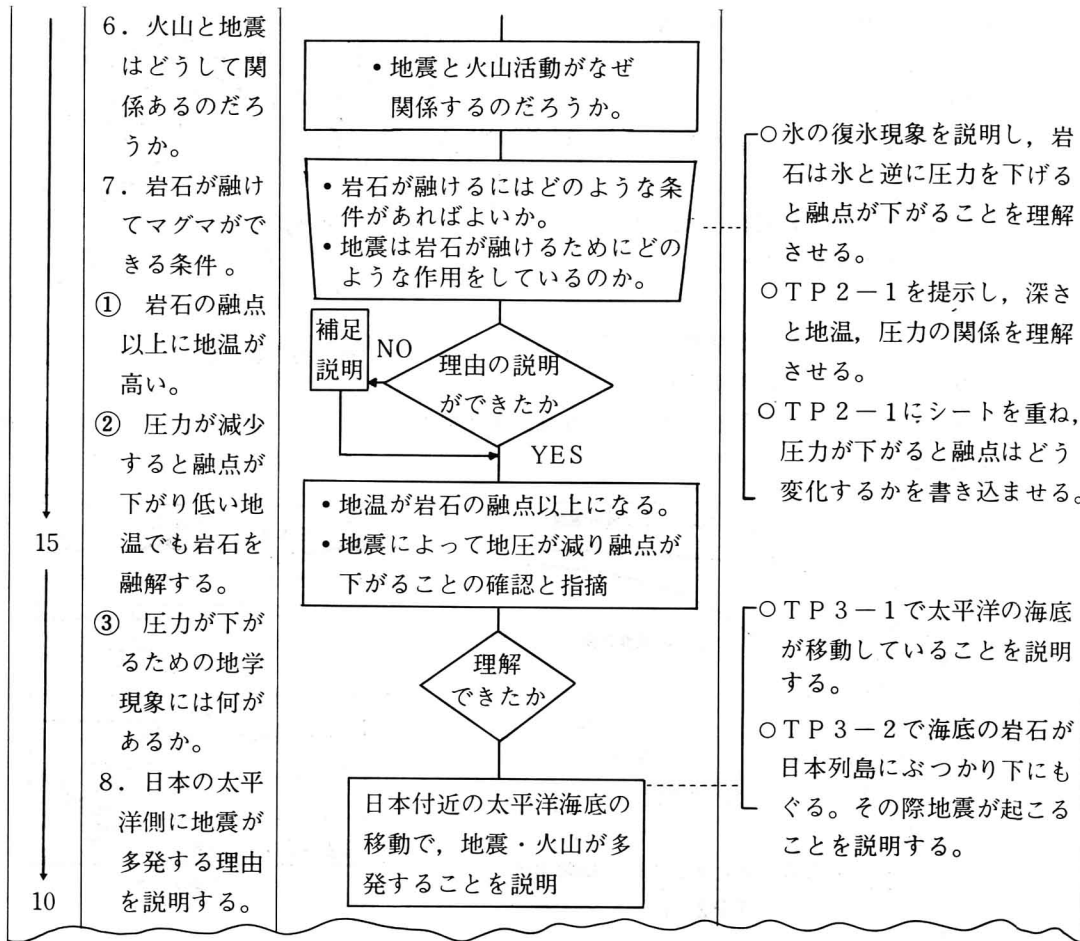 15
10
6．火山と地震
はどうして関
係あるのだろ
うか。
7．岩石が融け
てマグマがで
きる条件。
① 岩石の融点
以上に地温が
高い。
② 圧力が減少
すると融点が
下がり低い地
温でも岩石を
融解する。
③ 圧力が下が
るための地学
現象には何が
あるか。
8．日本の太平
洋側に地震が
多発する理由
を説明する。
・地震と火山活動がなぜ
関係するのだろうか。
・岩石が融けるにはどのような条
件があればよいか。
・地震は岩石が融けるためにどの
ような作用をしているのか。
補足
説明
NO
理由の説明
ができたか
YES
・地温が岩石の融点以上になる。
・地震によって地圧が減り融点が
下がることの確認と指摘
理解
できたか
日本付近の太平洋海底の
移動で，地震・火山が多
発することを説明
○氷の復氷現象を説明し，岩
石は氷と逆に圧力を下げる
と融点が下がることを理解
させる。
○TP2－1を提示し，深さ
と地温，圧力の関係を理解
させる。
○TP2－1にシートを重ね，
圧力が下がると融点はどう
変化するかを書き込ませる。
○TP3－1で太平洋の海底
が移動していることを説明
する。
○TP3－2で海底の岩石が
日本列島にぶつかり下にも
ぐる。その際地震が起こる
ことを説明する。